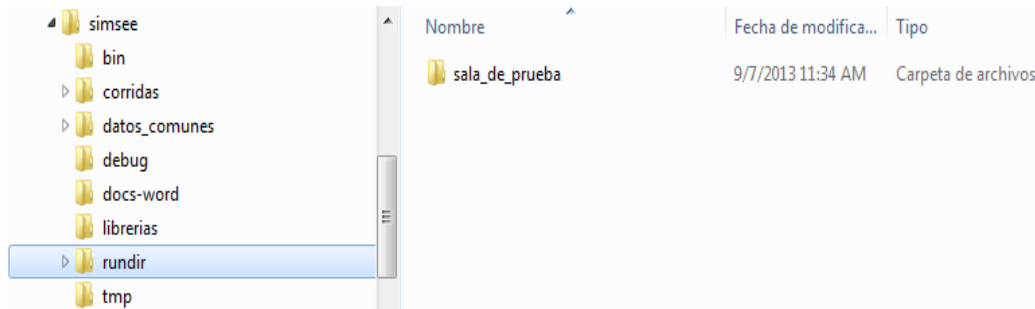 simsee
bin
corridas
datos_comunes
debug
docs-word
librerias
rundir
tmp
Nombre Fecha de modifica... Tipo
sala_de_prueba 9/7/2013 11:34 AM Carpeta de archivos